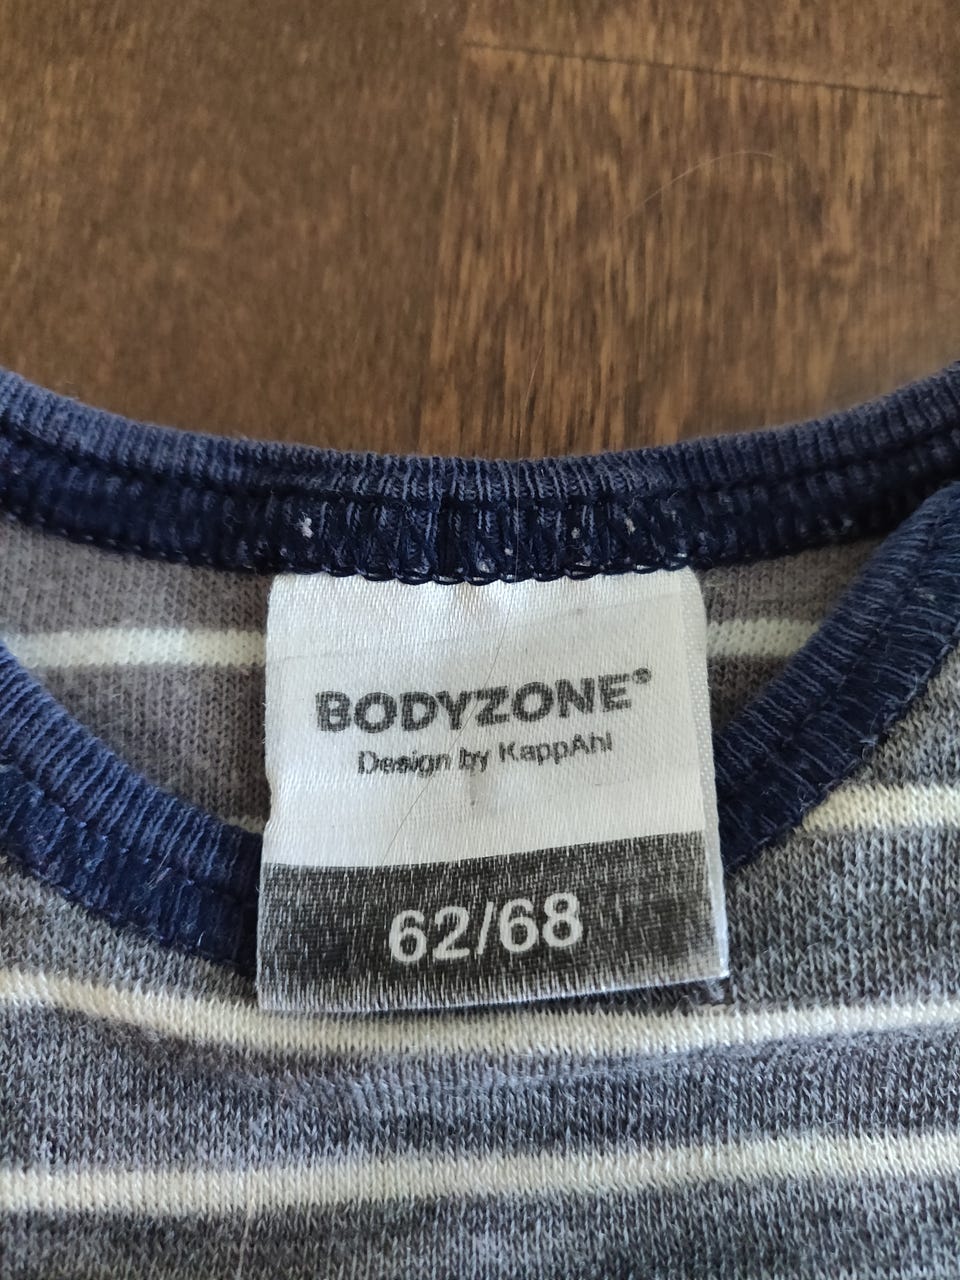 BODYZONE®
Design by KappAhl
62/68